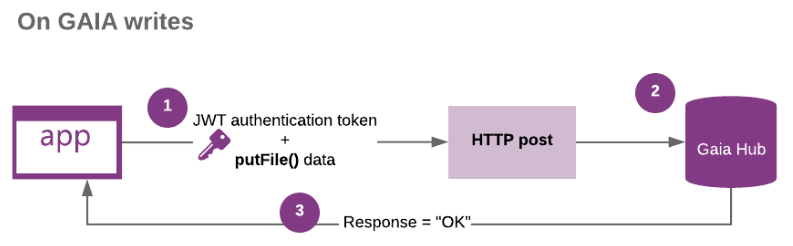 On GAIA writes
1
2
app
JWT authentication token
+
putFile() data
HTTP post
Gaia Hub
3
Response = "OK"